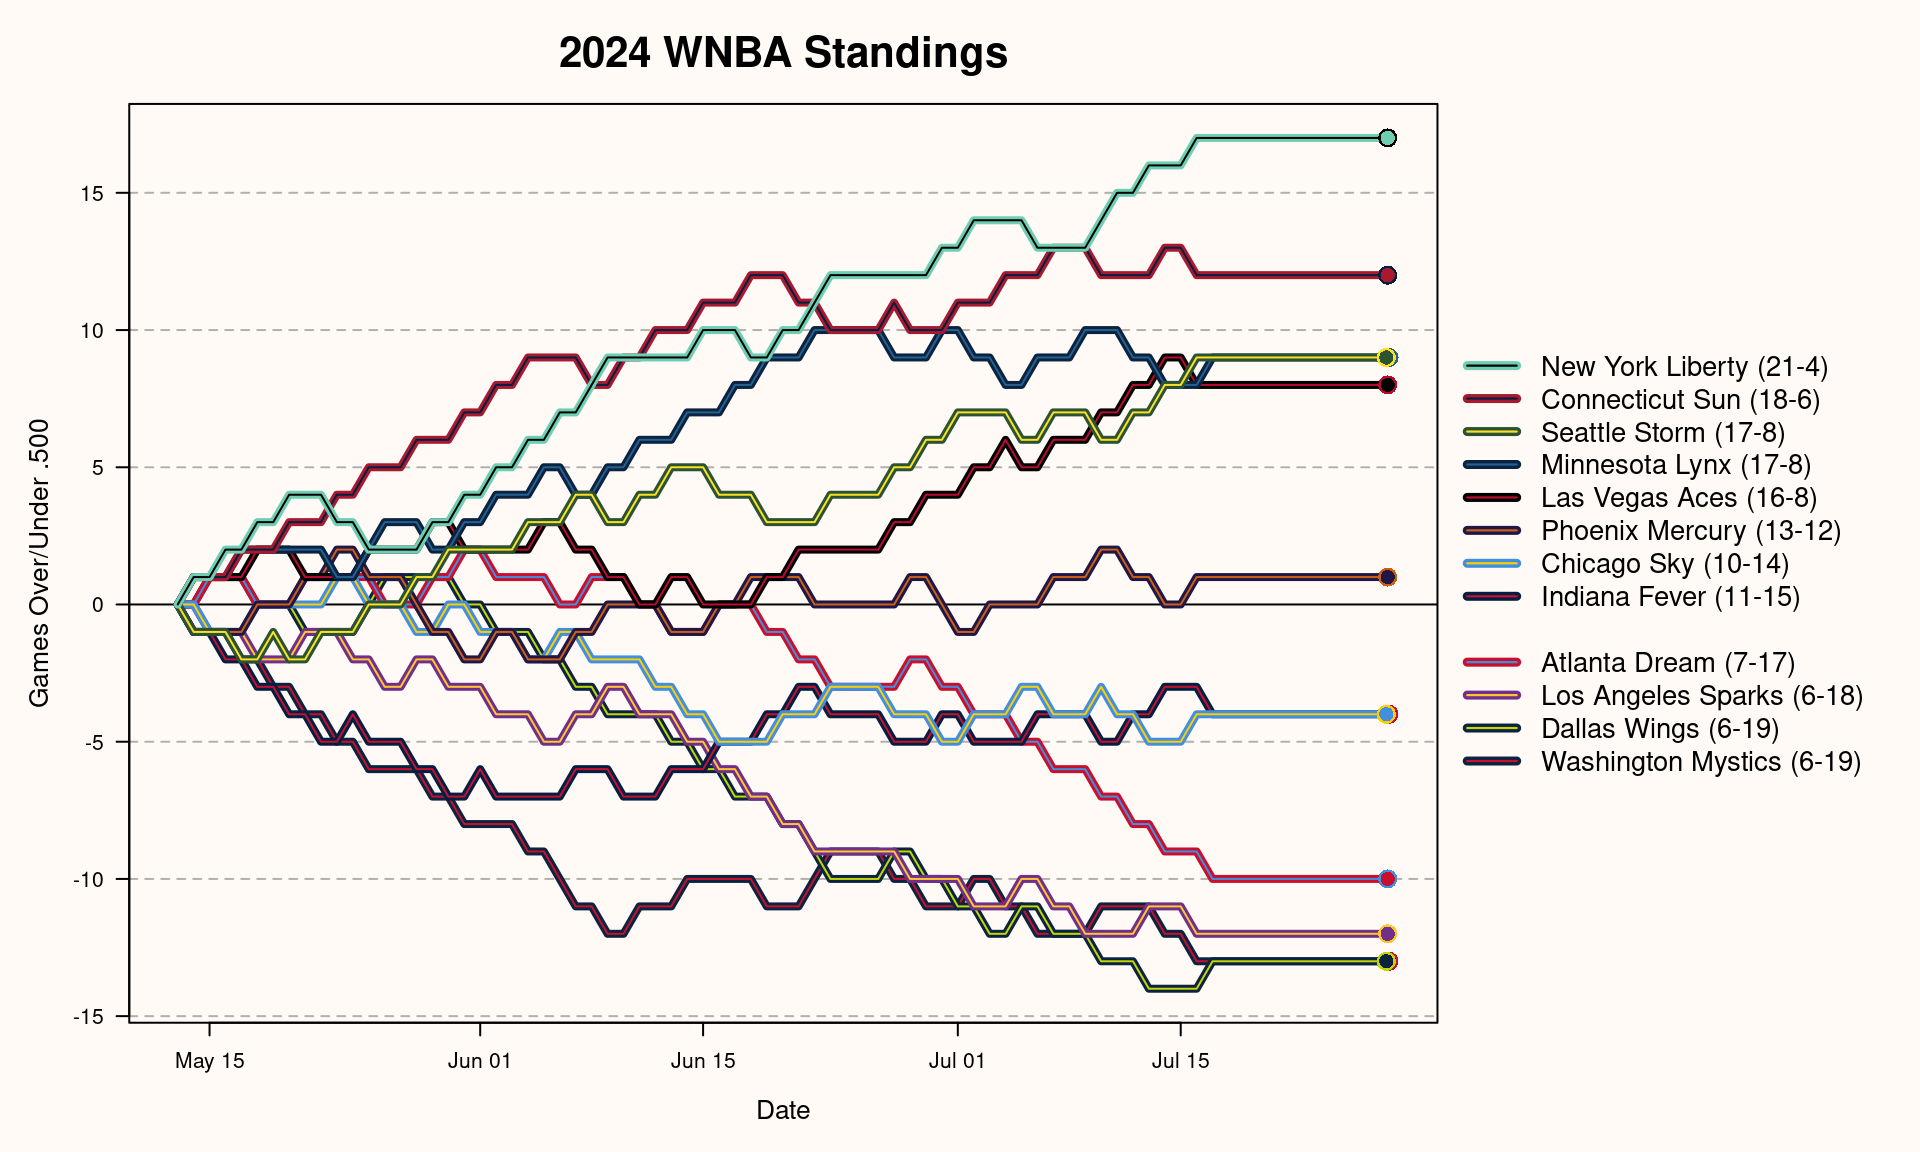 2024 WNBA Standings
Games Over/Under .500
15
10
5
0
-5
-10
-15
May 15
Jun 01
Jun 15
Jul 01
Jul 15
Date
New York Liberty (21-4)
Connecticut Sun (18-6)
Seattle Storm (17-8)
Minnesota Lynx (17-8)
Las Vegas Aces (16-8)
Phoenix Mercury (13-12)
Chicago Sky (10-14)
Indiana Fever (11-15)
Atlanta Dream (7-17)
Los Angeles Sparks (6-18)
Dallas Wings (6-19)
Washington Mystics (6-19)